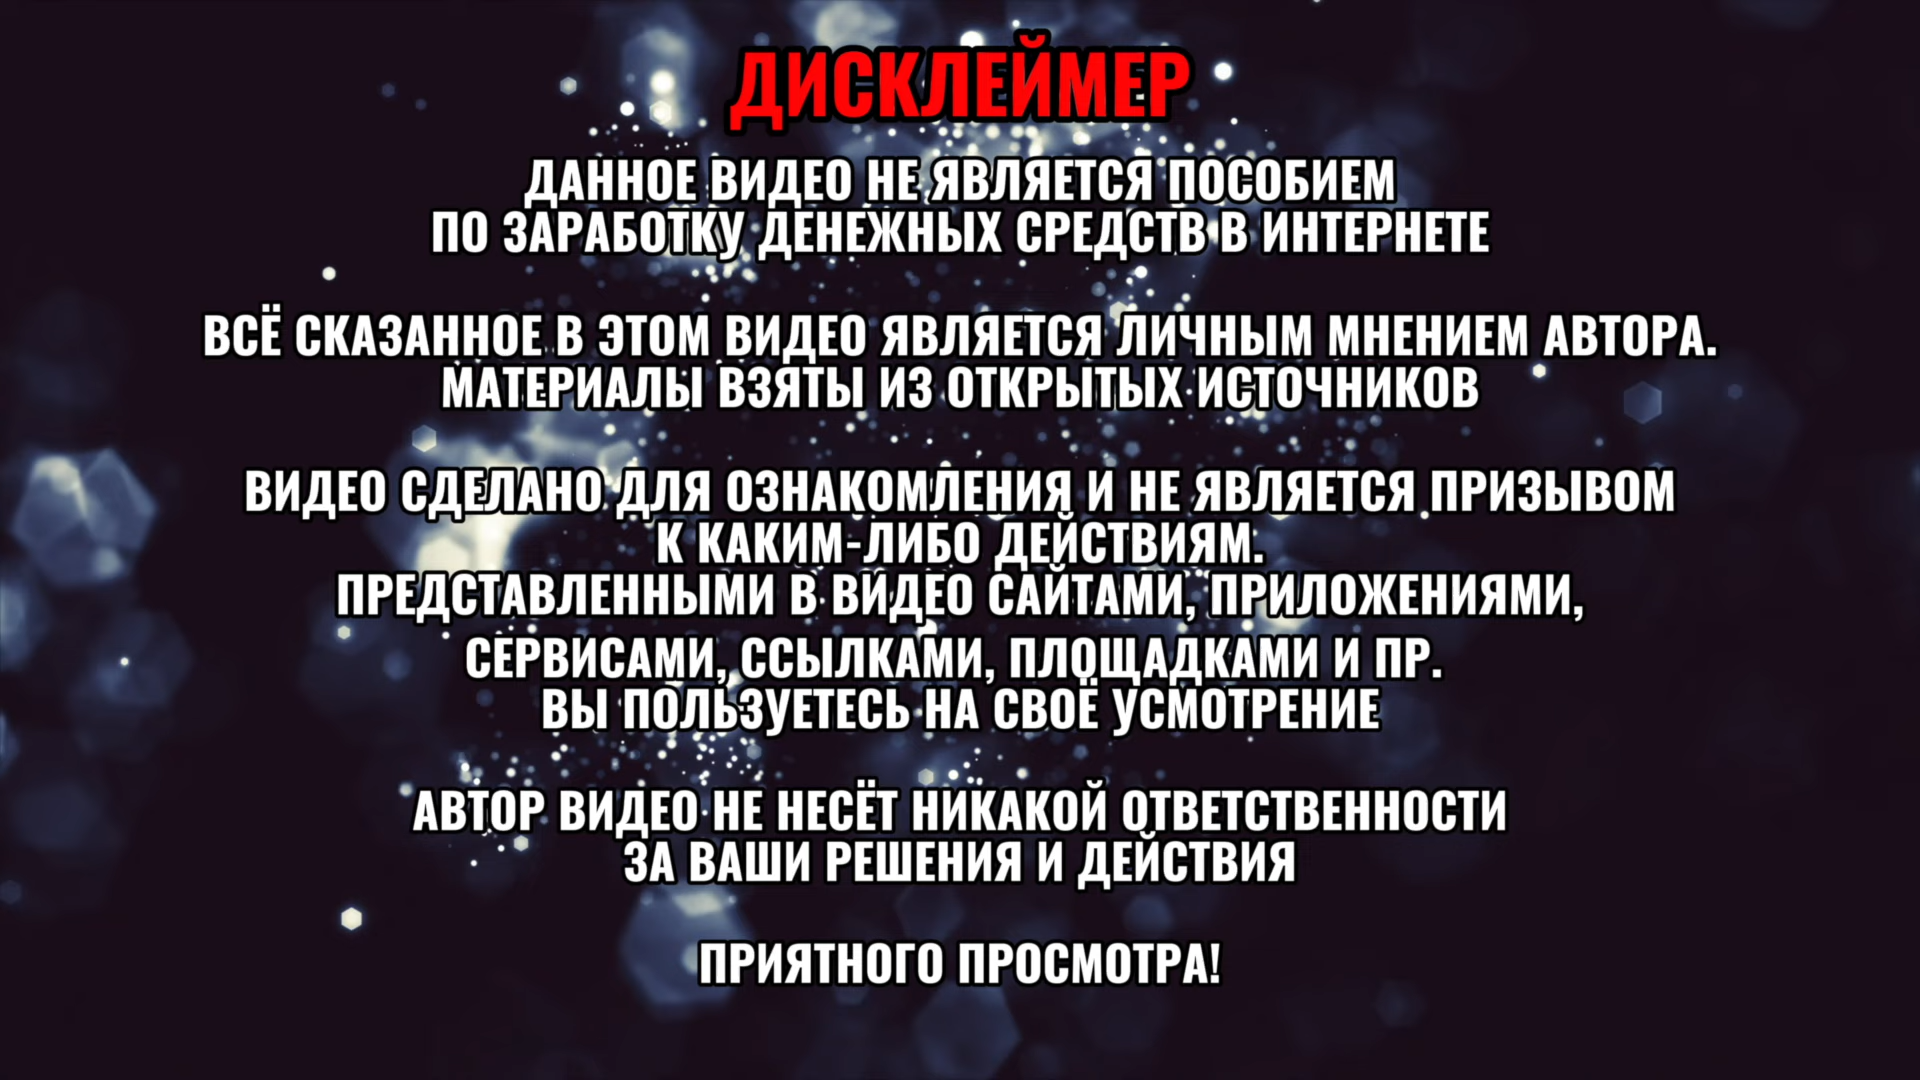 ДИСКЛЕЙМЕР
ДАННОЕ ВИДЕО НЕ ЯВЛЯЕТСЯ ПОСОБИЕМ
ПО ЗАРАБОТКу ДЕНЕЖНЫХ СРЕДСТВ В ИНТЕРНЕТЕ
ВСЁ СКАЗАННОЕ В ЭТОМ ВИДЕО ЯВЛЯЕТСЯ ЛИЧНЫМ МНЕНИЕМ АВТОРА.
МАТЕРИАЛЫ ВЗЯТЫ ИЗ ОТКРЫТЫХ ИСТОЧНИКОВ
ВИДЕО СДЕЛАНО ДЛЯ ОЗНАКОМЛЕНИЯ И НЕ ЯВЛЯЕТСЯ ПРИЗЫВОМ
К КАКИМ-ЛИБО ДЕЙСТВИЯМ.
ПРЕДСТАВЛЕННЫМИ В ВИДЕО САЙТАМИ, ПРИЛОЖЕНИЯМИ,
СЕРВИСАМИ, ССЫЛКАМИ, ПЛОЩАДКАМИ И ПР.
ВЫ ПОЛЬЗУЕТЕСЬ НА СВОЁ УСМОТРЕНИЕ
АВТОР ВИДЕО НЕ НЕСЁТ НИКАКОЙ ОТВЕТСТВЕННОСТИ
ЗА ВАШИ РЕШЕНИЯ И ДЕЙСТВИЯ
ПРИЯТНОГО ПРОСМОТРА!